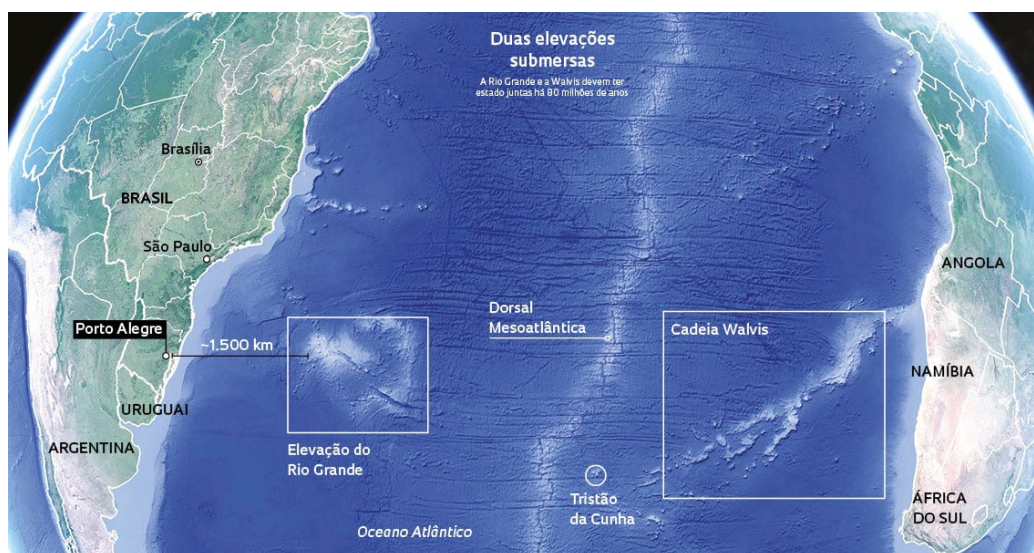 Duas elevações
submersas
A Rio Grande e a Walvis devem ter
estado juntas há 80 milhões de anos
Brasília
BRASIL
São Paulo
ANGOLA
Porto Alegre
~1.500 km
Dorsal
Mesoatlântica
Cadeia Walvis
NAMÍBIA
URUGUAI
ARGENTINA
Elevação do
Rio Grande
Tristão
da Cunha
ÁFRICA
DO SUL
Oceano Atlântico